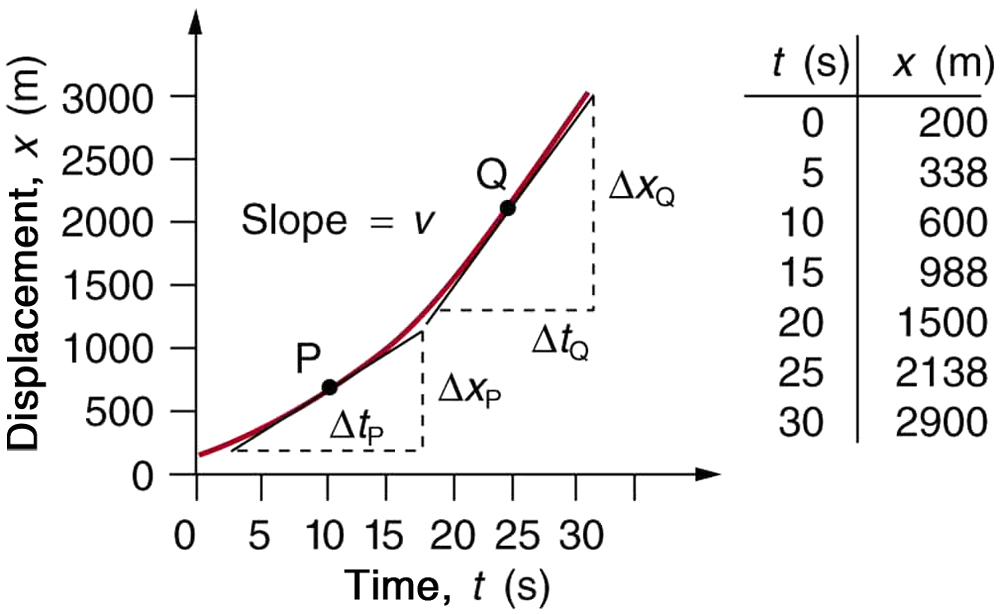 Displacement, x (m)
3000
2500
2000
1500
1000
500
0
0 5 10 15 20 25 30
Time, t (s)
Slope = v
P
Q
ΔtP
ΔxP
ΔtQ
ΔxQ
t (s) x (m)
0 200
5 338
10 600
15 988
20 1500
25 2138
30 2900